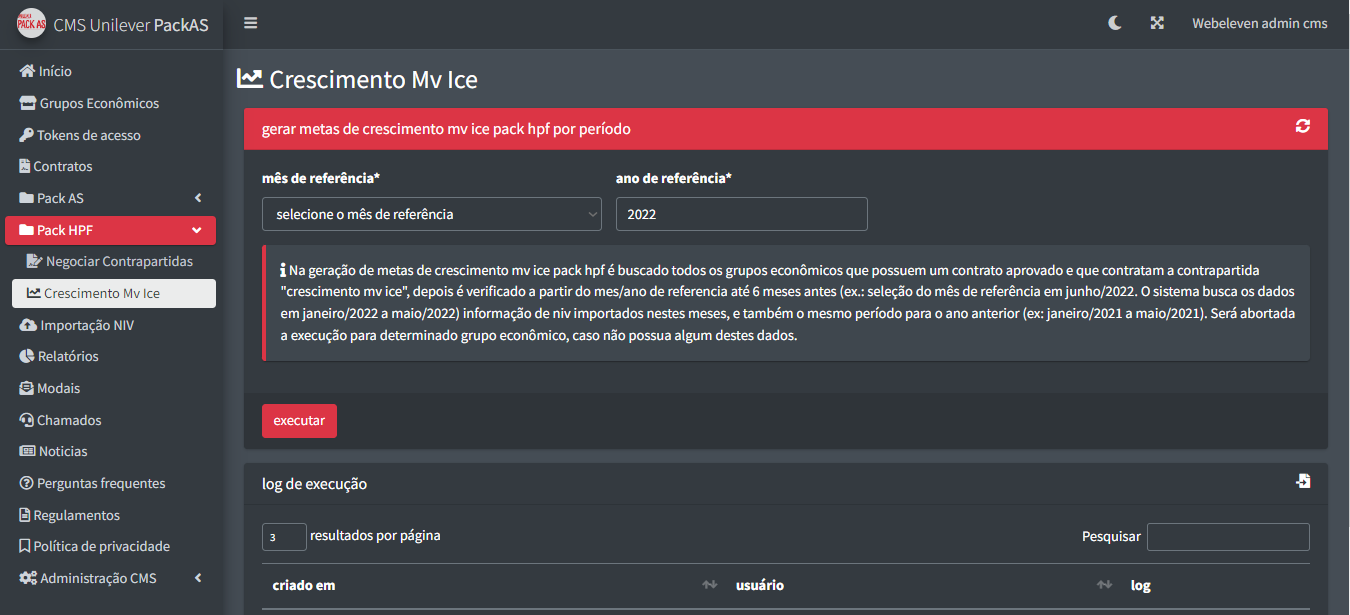 PACK AS CMS Unilever PackAS
Webeleven admin cms
Início
Grupos Econômicos
Tokens de acesso
Contratos
Pack AS
Pack HPF
Negociar Contrapartidas
Crescimento Mv Ice
Importação NIV
Relatórios
Modais
Chamados
Noticias
Perguntas frequentes
Regulamentos
Política de privacidade
Administração CMS
Crescimento Mv Ice
gerar metas de crescimento mv ice pack hpf por período
mês de referência* ano de referência*
selecione o mês de referência 2022
Na geração de metas de crescimento mv ice pack hpf é buscado todos os grupos econômicos que possuem um contrato aprovado e que contratam a contrapartida
"crescimento mv ice", depois é verificado a partir do mes/ano de referencia até 6 meses antes (ex.: seleção do mês de referência em junho/2022. O sistema busca os dados
em janeiro/2022 a maio/2022) informação de niv importados nestes meses, e também o mesmo período para o ano anterior (ex: janeiro/2021 a maio/2021). Será abortada
a execução para determinado grupo econômico, caso não possua algum destes dados.
executar
log de execução
3 resultados por página Pesquisar
criado em usuário log